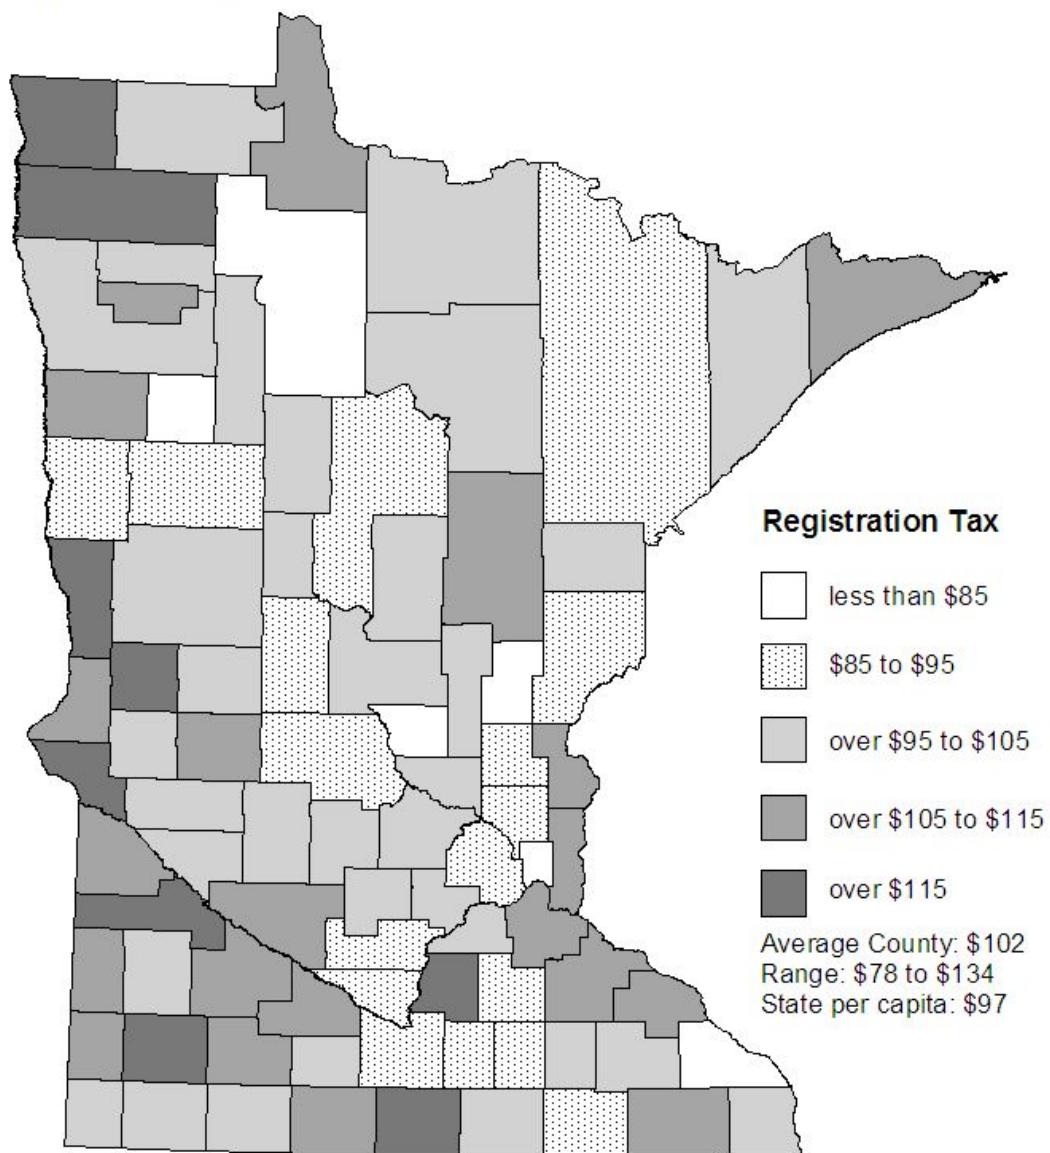 Registration Tax
less than $85
$85 to $95
over $95 to $105
over $105 to $115
over $115
Average County: $102
Range: $78 to $134
State per capita: $97